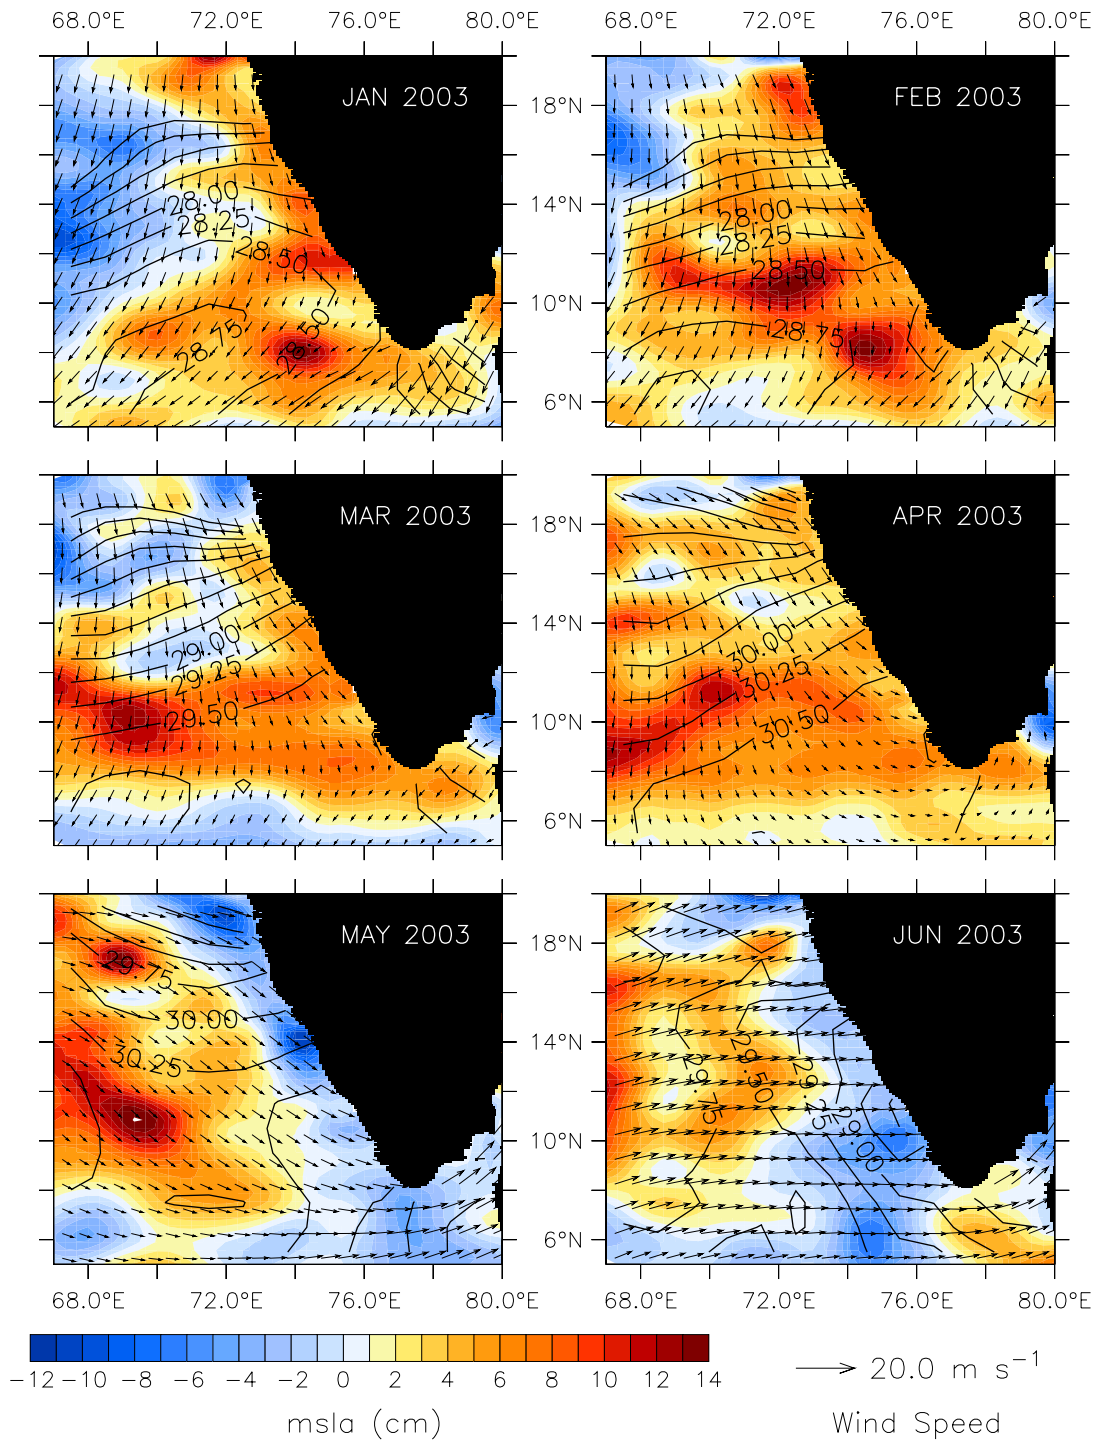 68.0°E 72.0°E 76.0°E 80.0°E
68.0°E 72.0°E 76.0°E 80.0°E
JAN 2003
28.00
28.25
28.50
28.75
28.50
18°N
14°N
10°N
6°N
FEB 2003
28.00
28.25
28.50
28.75
MAR 2003
29.00
29.25
29.50
18°N
14°N
10°N
6°N
APR 2003
30.00
30.25
30.50
MAY 2003
29.75
30.00
30.25
18°N
14°N
10°N
6°N
JUN 2003
29.75
29.50
29.25
29.00
68.0°E 72.0°E 76.0°E 80.0°E
68.0°E 72.0°E 76.0°E 80.0°E
−12 −10 −8 −6 −4 −2 0 2 4 6 8 10 12 14
msla (cm)
20.0 m s⁻¹
Wind Speed